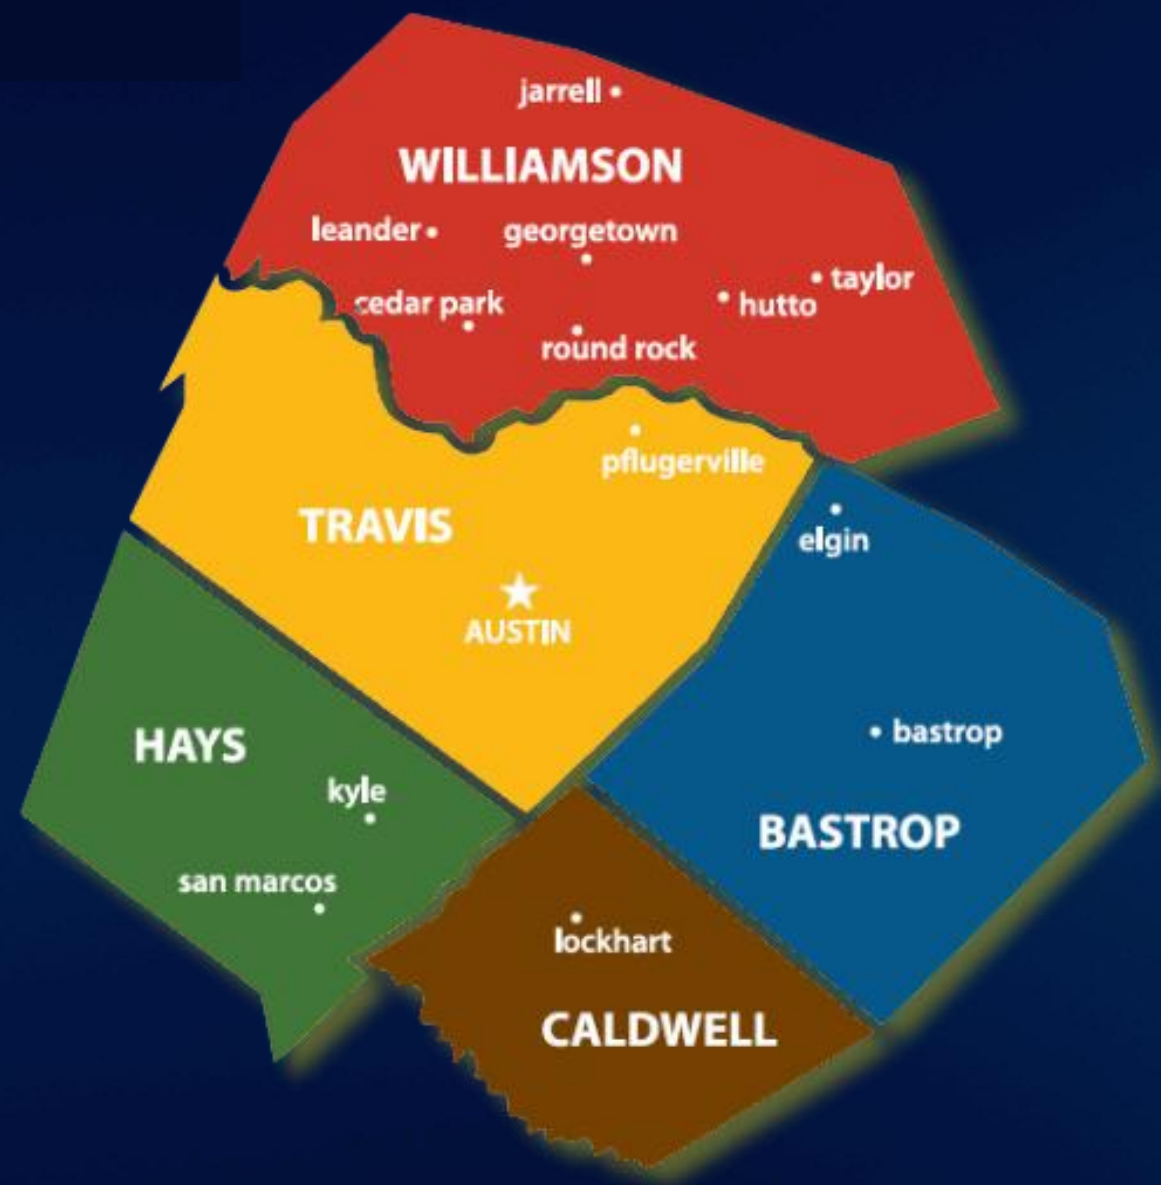 jarrell
WILLIAMSON
leander
georgetown
taylor
cedar park
hutto
round rock
pflugerville
TRAVIS
elgin
AUSTIN
bastrop
HAYS
kyle
BASTROP
san marcos
lockhart
CALDWELL